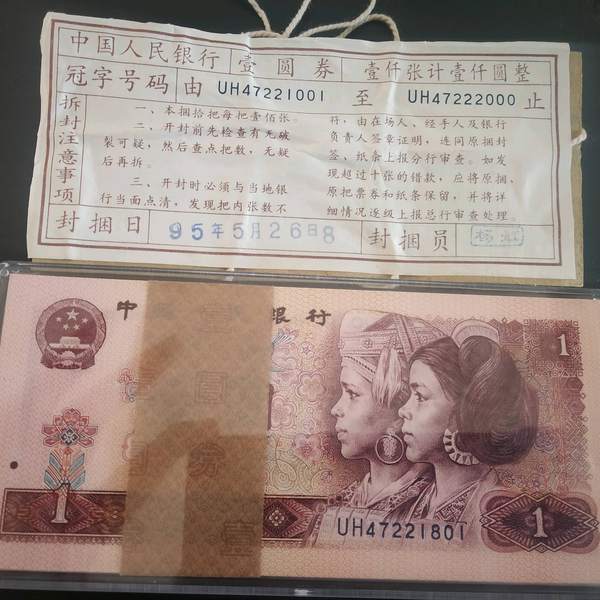 中国人民银行 壹圆券 壹仟张计壹仟圆整
冠字号码 由 UH47221001 至 UH47222000 止
拆封注意事项
一、本捆拾把每把壹佰张。
二、开封前先检查有无破
裂可疑，然后查点把数，无疑
后再拆。
三、开封时必须与当地银
行当面点清，发现把内张数不
符，由在场人、经手人及银行
负责人签章证明，连同原捆封
签、纸条上报分行审查。如发
现超过十张的错款，应将原捆、
原把票券和纸条保留，并将详
细情况逐级上报总行审查处理。
封捆日 95年5月26日8 封捆员
中 银行
1
壹圆券
壹佰
壹
1
UH47221801
1